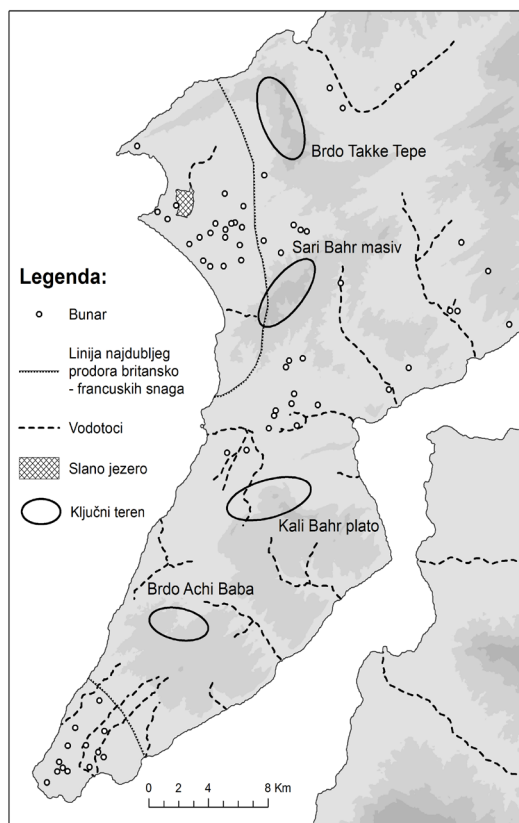 Brdo Takke Tepe
Sari Bahr masiv
Legenda:
Bunar
Linija najdubljeg
prodora britansko
- francuskih snaga
Vodotoci
Slano jezero
Ključni teren
Kali Bahr plato
Brdo Achi Baba
0 2 4 8 Km